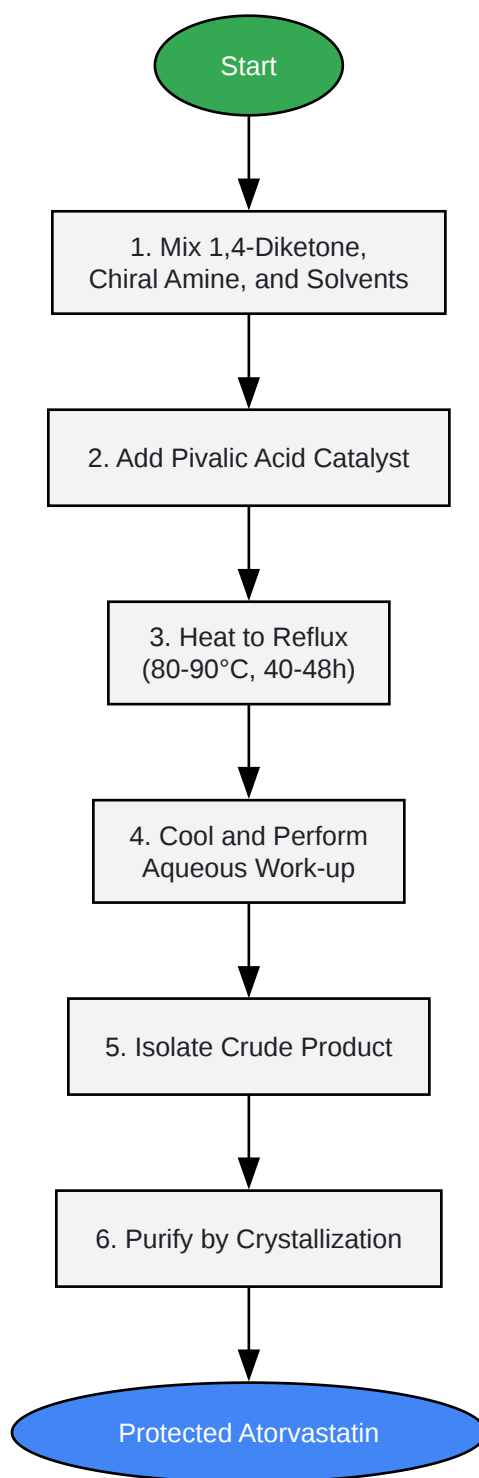 Start
1. Mix 1,4-Diketone,
Chiral Amine, and Solvents
2. Add Pivalic Acid Catalyst
3. Heat to Reflux
(80-90°C, 40-48h)
4. Cool and Perform
Aqueous Work-up
5. Isolate Crude Product
6. Purify by Crystallization
Protected Atorvastatin